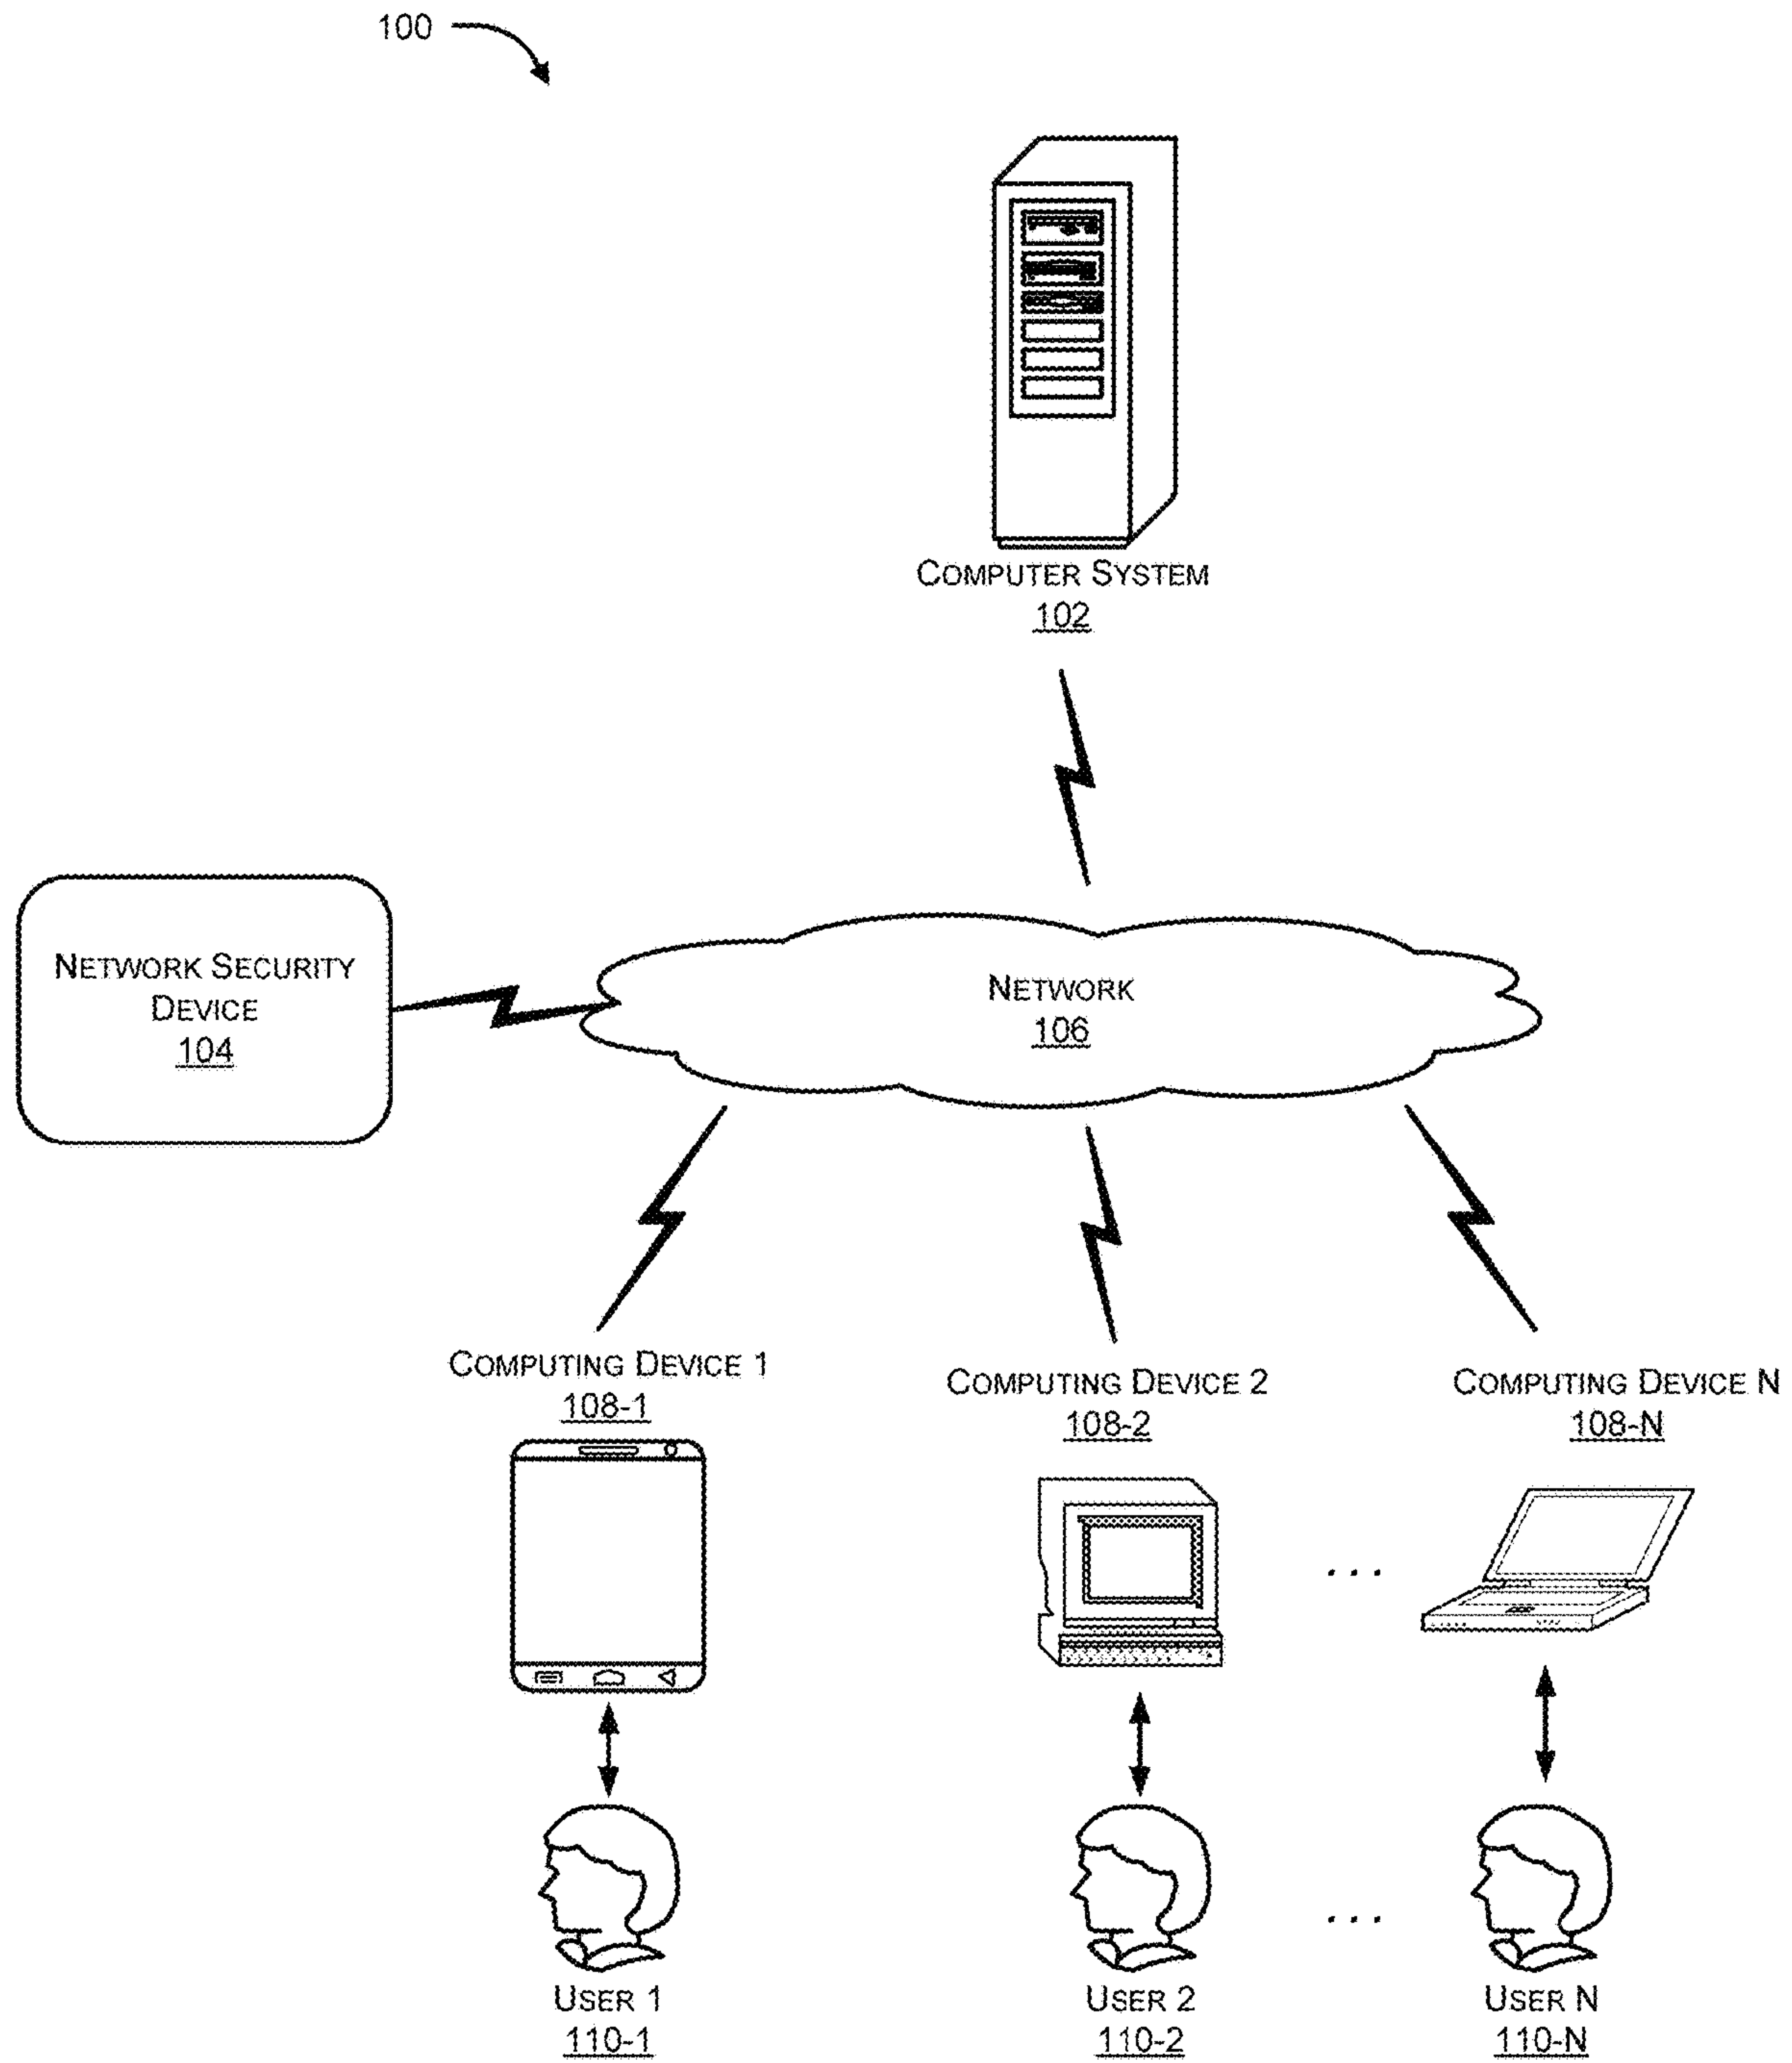 100
COMPUTER SYSTEM
102
NETWORK SECURITY
DEVICE
104
NETWORK
106
COMPUTING DEVICE 1
108-1
COMPUTING DEVICE 2
108-2
COMPUTING DEVICE N
108-N
. . .
. . .
USER 1
110-1
USER 2
110-2
USER N
110-N